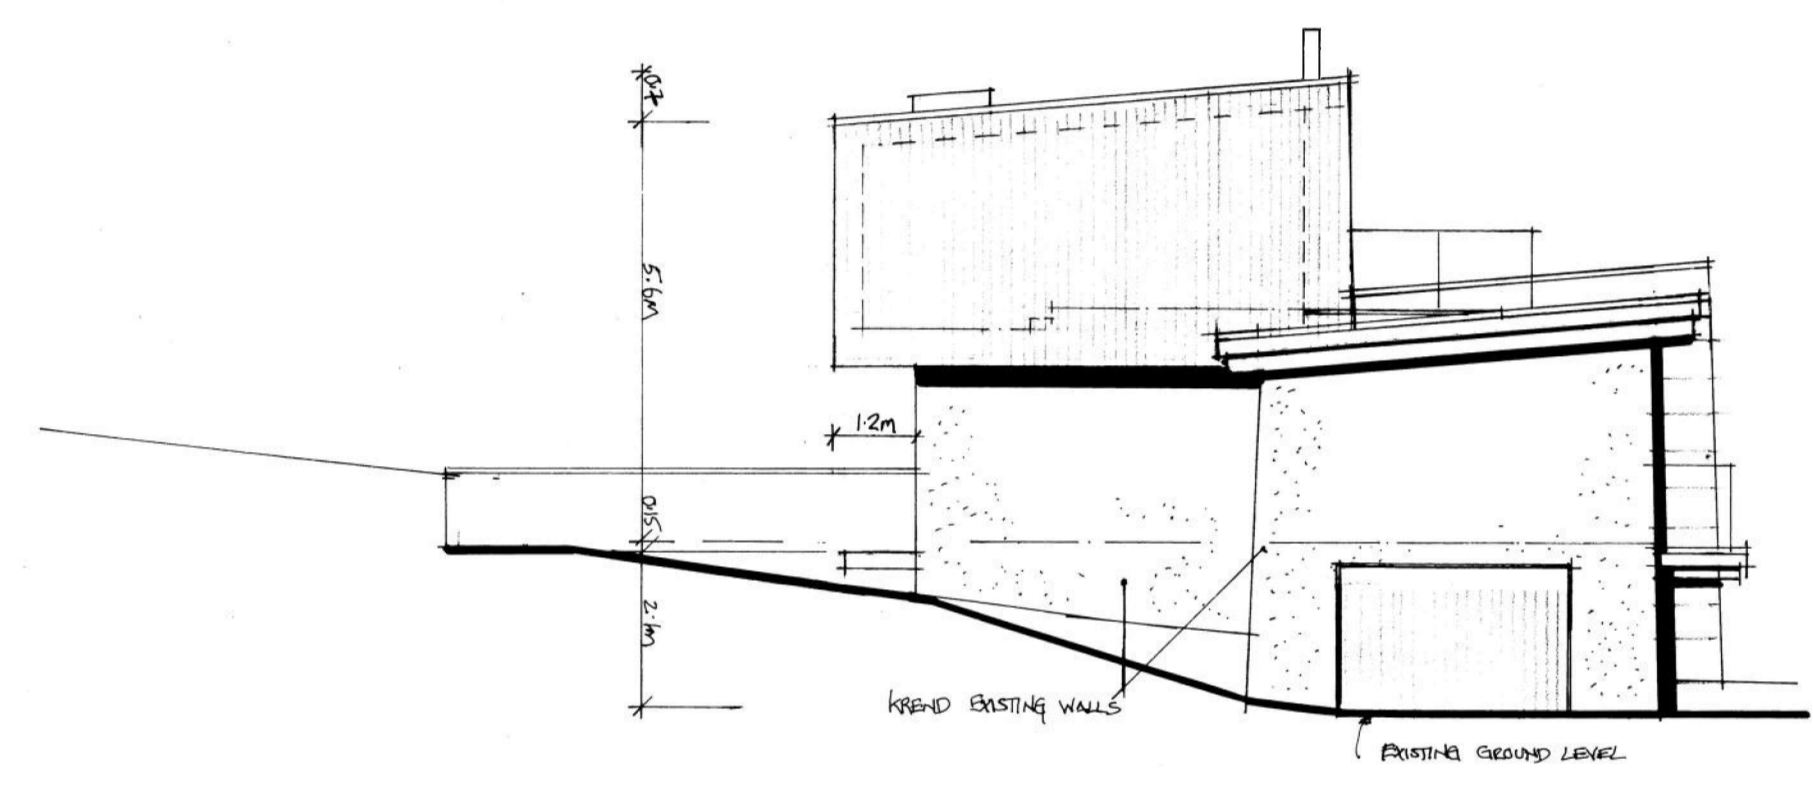 0.7
5.6M
1.2M
0.15
2.1M
KREND EXISTING WALLS
EXISTING GROUND LEVEL